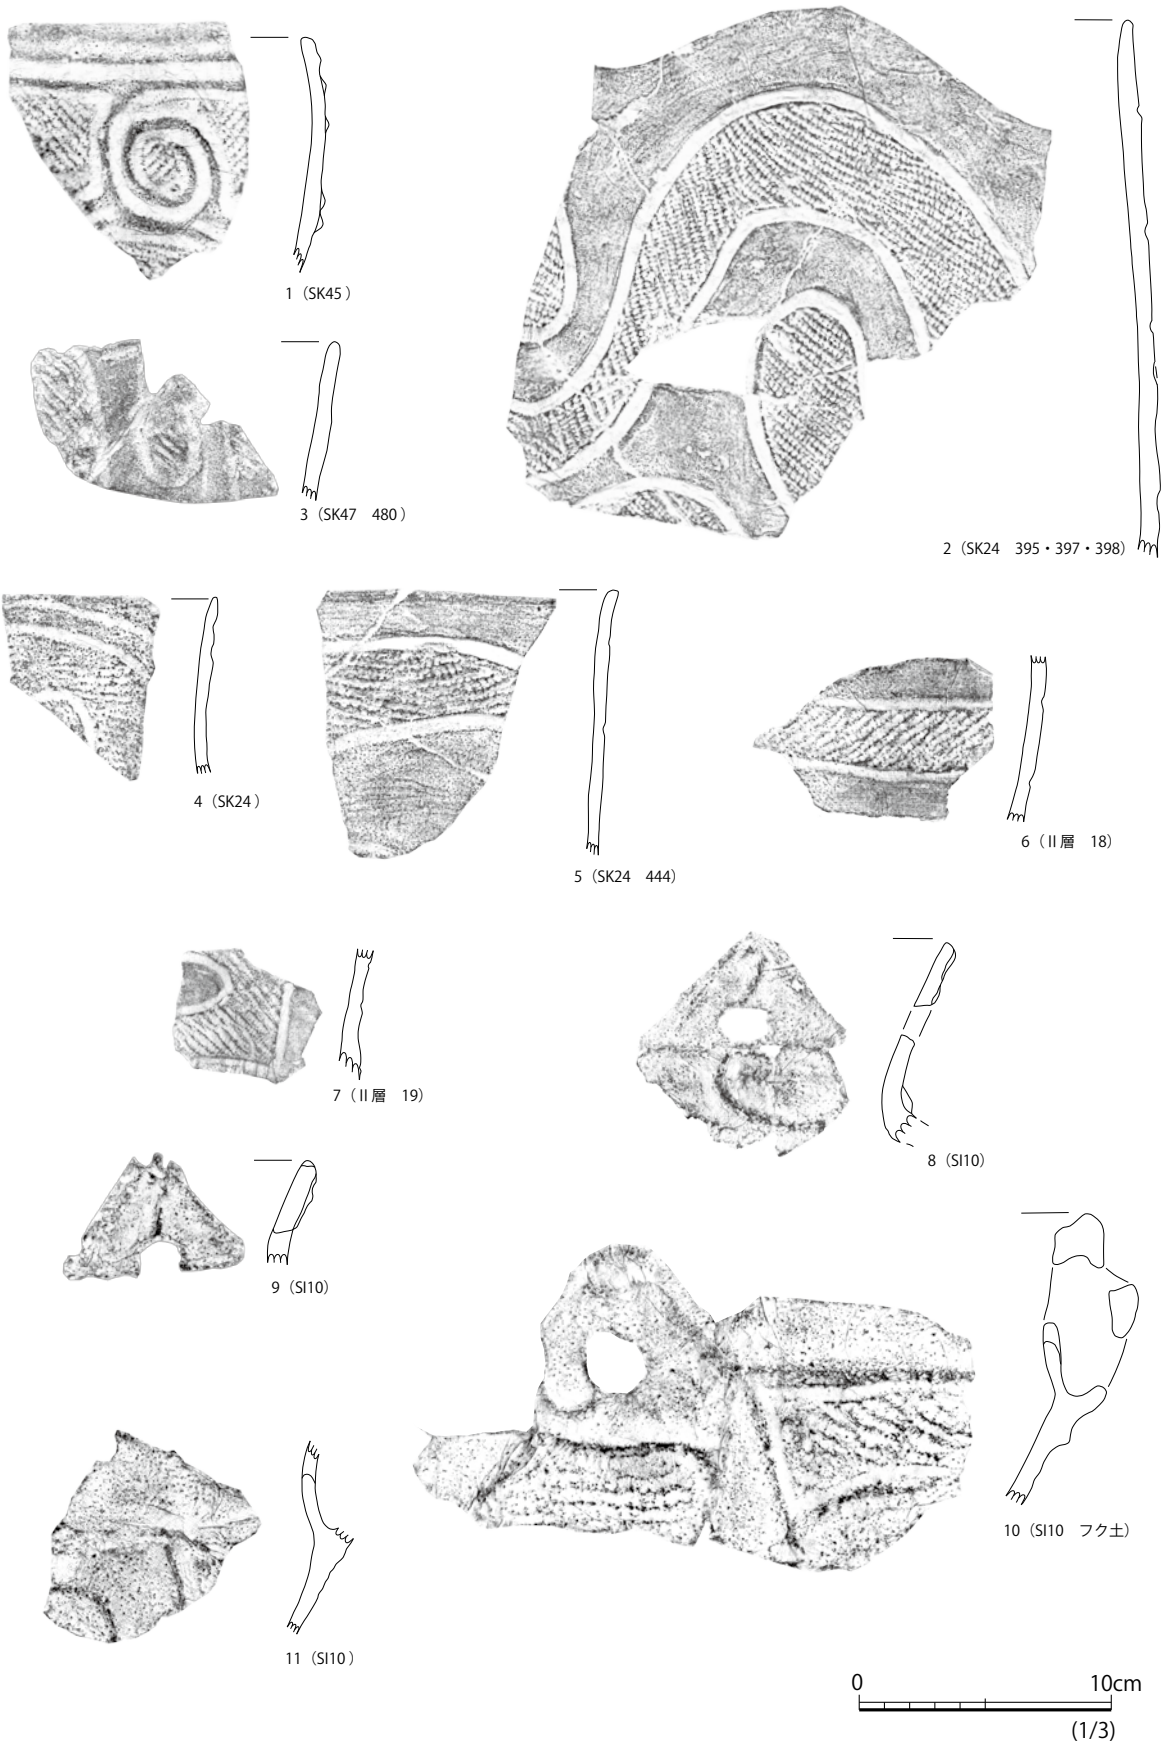 1（SK45）
3（SK47　480）
2（SK24　395・397・398）
4（SK24）
5（SK24　444）
6（Ⅱ層　18）
7（Ⅱ層　19）
8（SI10）
9（SI10）
10（SI10　フク土）
11（SI10）
0 10cm
(1/3)